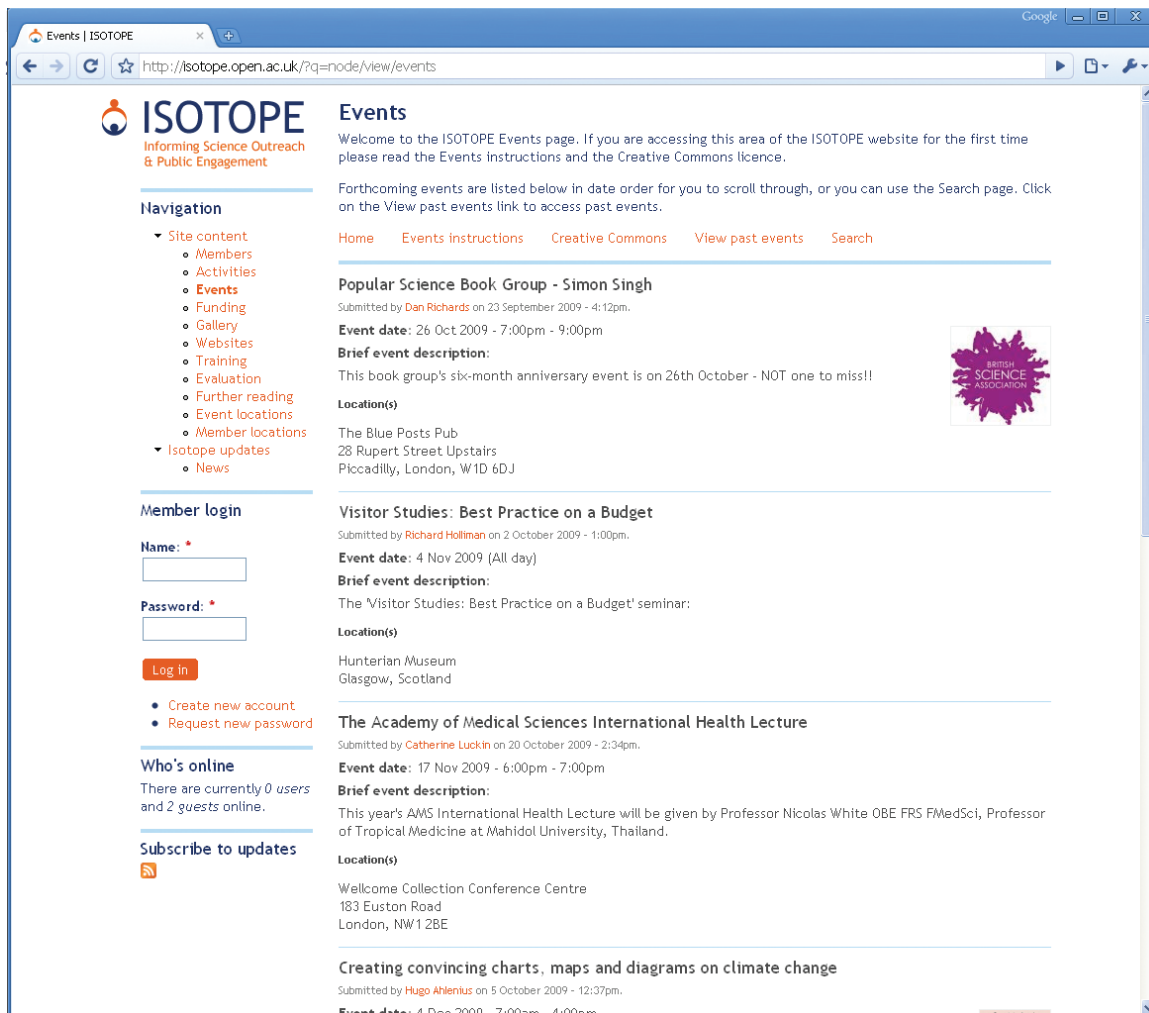 Events | ISOTOPE
Google
http://isotope.open.ac.uk/?q=node/view/events
ISOTOPE
Informing Science Outreach
& Public Engagement
Navigation
Site content
Members
Activities
Events
Funding
Gallery
Websites
Training
Evaluation
Further reading
Event locations
Member locations
Isotope updates
News
Member login
Name: *
Password: *
Log in
Create new account
Request new password
Who's online
There are currently 0 users
and 2 guests online.
Subscribe to updates
Events
Welcome to the ISOTOPE Events page. If you are accessing this area of the ISOTOPE website for the first time
please read the Events instructions and the Creative Commons licence.
Forthcoming events are listed below in date order for you to scroll through, or you can use the Search page. Click
on the View past events link to access past events.
Home Events instructions Creative Commons View past events Search
Popular Science Book Group - Simon Singh
Submitted by Dan Richards on 23 September 2009 - 4:12pm.
Event date: 26 Oct 2009 - 7:00pm - 9:00pm
Brief event description:
This book group's six-month anniversary event is on 26th October - NOT one to miss!!
BRITISH
SCIENCE
ASSOCIATION
Location(s)
The Blue Posts Pub
28 Rupert Street Upstairs
Piccadilly, London, W1D 6DJ
Visitor Studies: Best Practice on a Budget
Submitted by Richard Holliman on 2 October 2009 - 1:00pm.
Event date: 4 Nov 2009 (All day)
Brief event description:
The 'Visitor Studies: Best Practice on a Budget' seminar:
Location(s)
Hunterian Museum
Glasgow, Scotland
The Academy of Medical Sciences International Health Lecture
Submitted by Catherine Luckin on 20 October 2009 - 2:34pm.
Event date: 17 Nov 2009 - 6:00pm - 7:00pm
Brief event description:
This year's AMS International Health Lecture will be given by Professor Nicolas White OBE FRS FMedSci, Professor
of Tropical Medicine at Mahidol University, Thailand.
Location(s)
Wellcome Collection Conference Centre
183 Euston Road
London, NW1 2BE
Creating convincing charts, maps and diagrams on climate change
Submitted by Hugo Ahlenius on 5 October 2009 - 12:37pm.
Event date: 4 Dec 2009 - 7:00am - 4:00pm